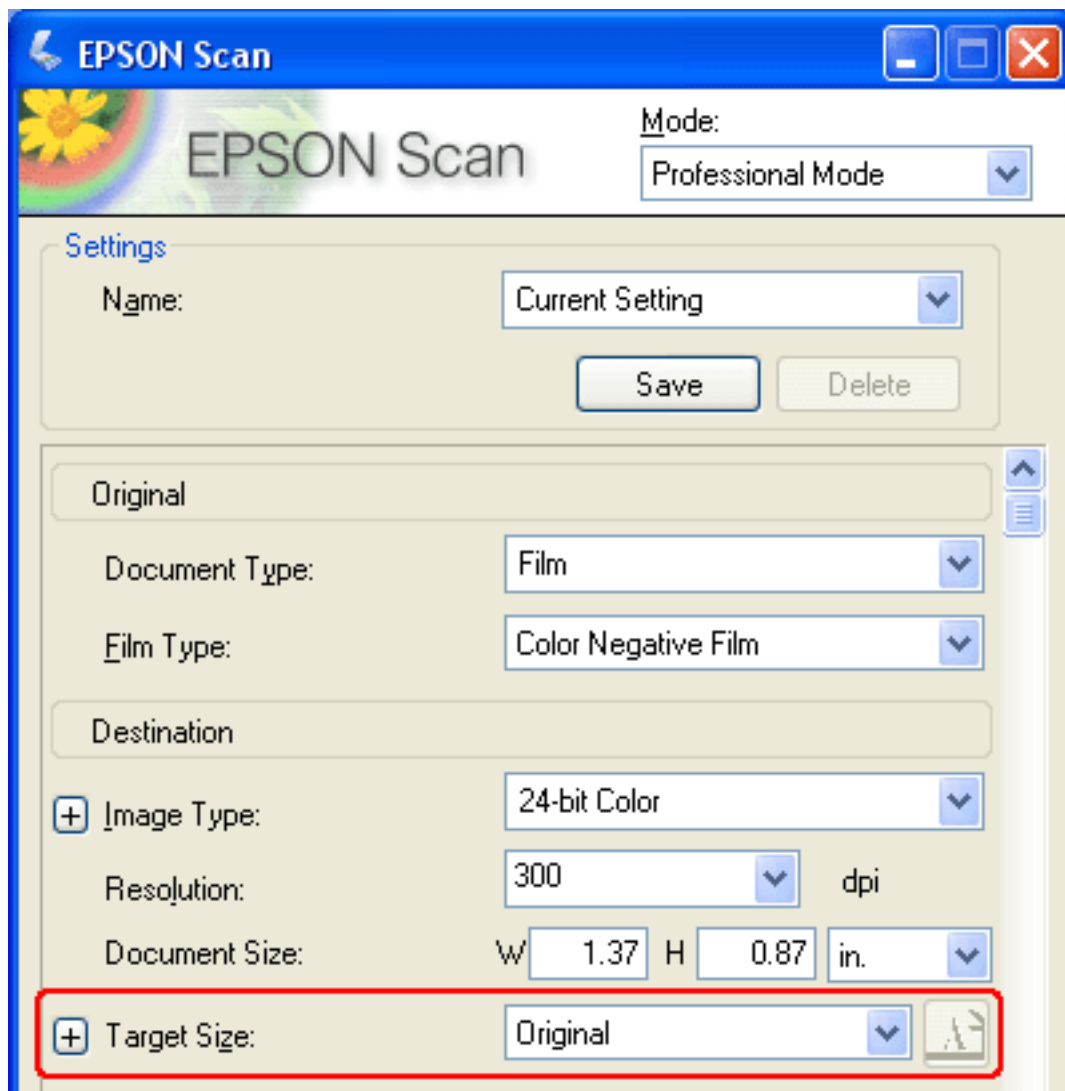 EPSON Scan
EPSON Scan
Mode:
Professional Mode
Settings
Name:
Current Setting
Save
Delete
Original
Document Type:
Film
Film Type:
Color Negative Film
Destination
Image Type:
24-bit Color
Resolution:
300
dpi
Document Size:
W 1.37 H 0.87 in.
Target Size:
Original
A